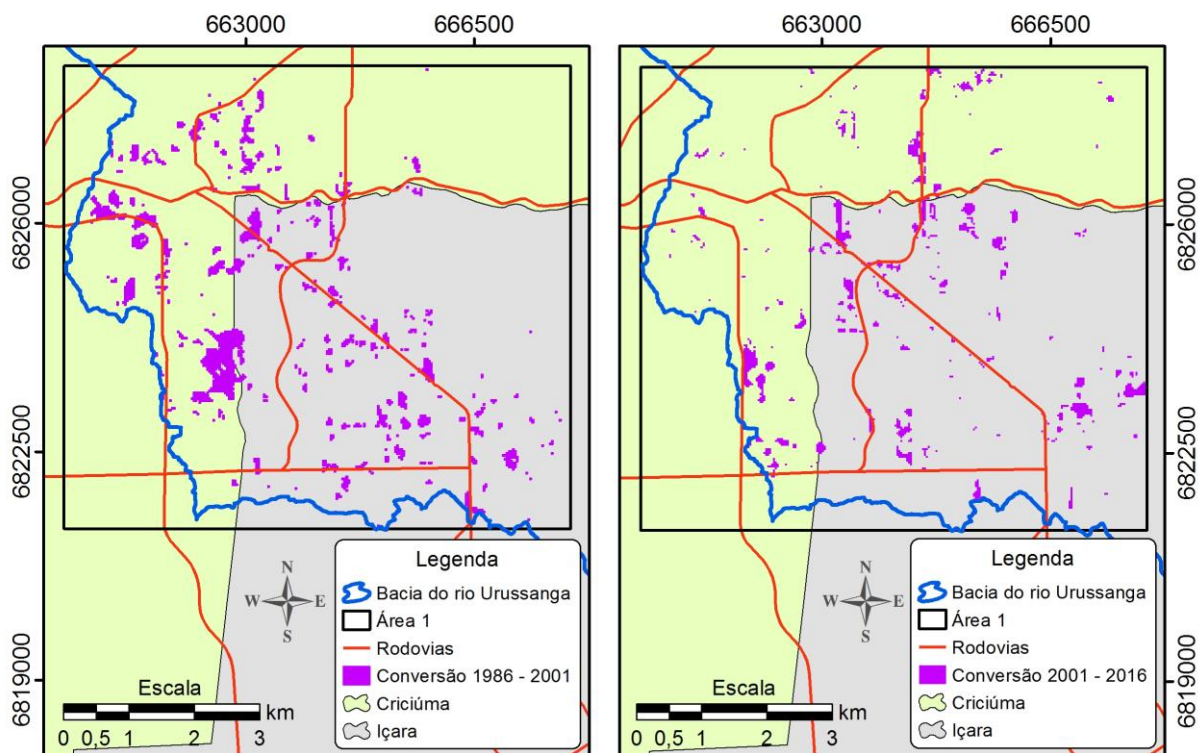 663000 666500
663000 666500
6826000
6822500
6819000
6826000
6822500
6819000
Legenda
Bacia do rio Urussanga
Área 1
Rodovias
Conversão 1986 - 2001
Criciúma
Içara
N
W E
S
Escala
km
0 0,5 1 2 3
Legenda
Bacia do rio Urussanga
Área 1
Rodovias
Conversão 2001 - 2016
Criciúma
Içara
N
W E
S
Escala
km
0 0,5 1 2 3